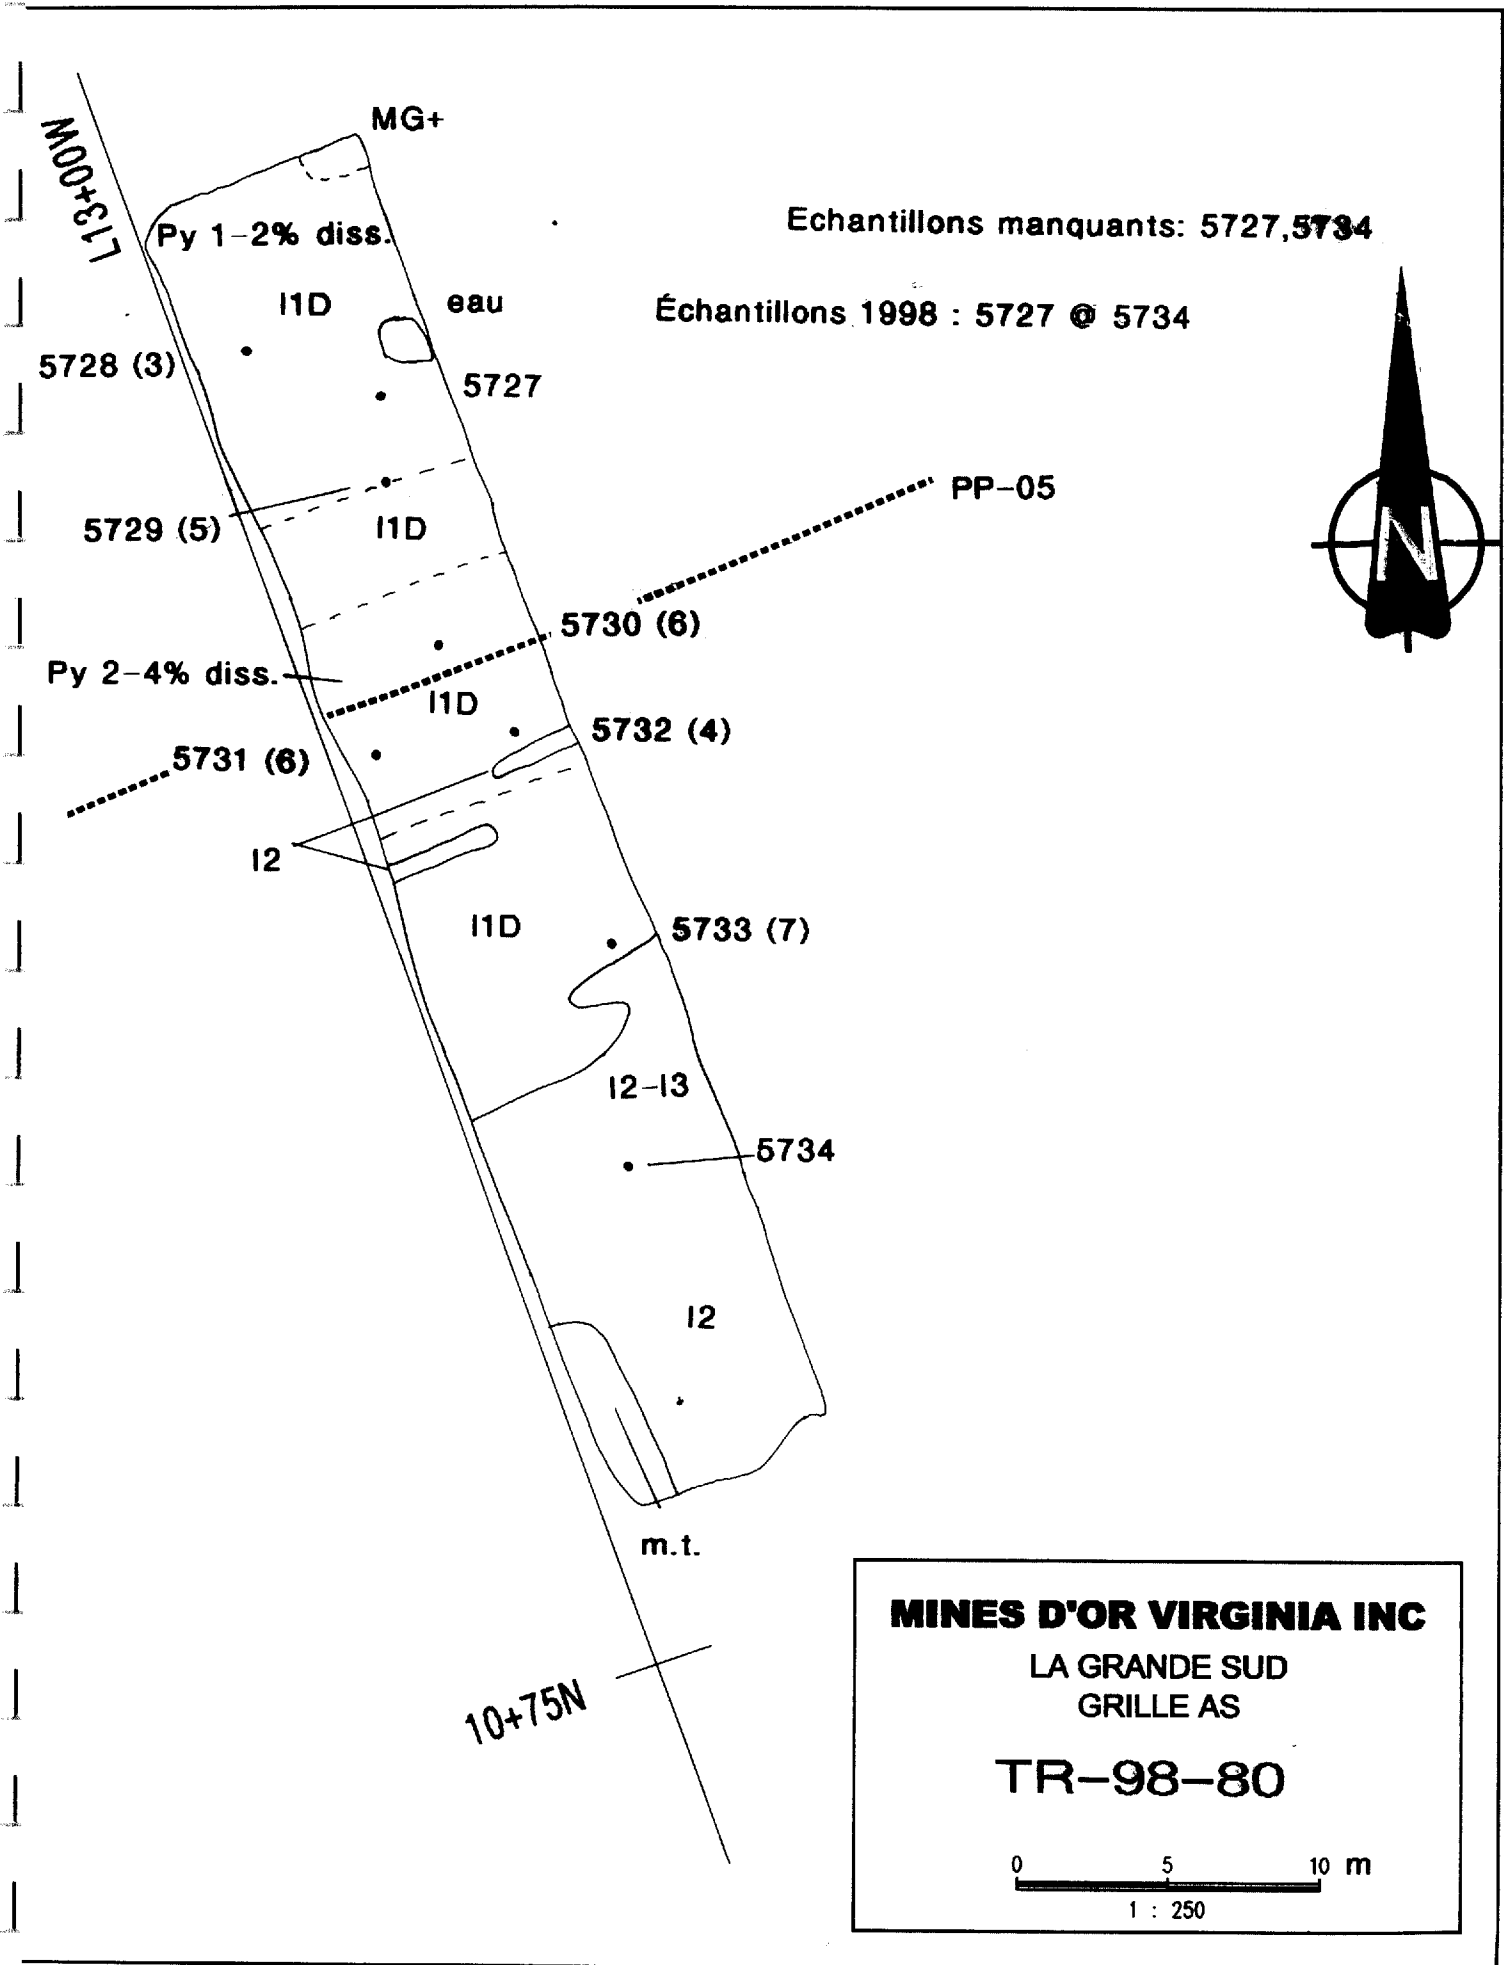 MG+
L13+00W
Py 1-2% diss.
Echantillons manquants: 5727,5734
I1D
eau
Échantillons 1998 : 5727 @ 5734
5728 (3)
5727
PP-05
5729 (5)
I1D
N
5730 (6)
Py 2-4% diss.
I1D
5732 (4)
5731 (6)
I2
I1D
5733 (7)
I2-I3
5734
I2
m.t.
10+75N
MINES D'OR VIRGINIA INC
LA GRANDE SUD
GRILLE AS
TR-98-80
0 5 10 m
1 : 250